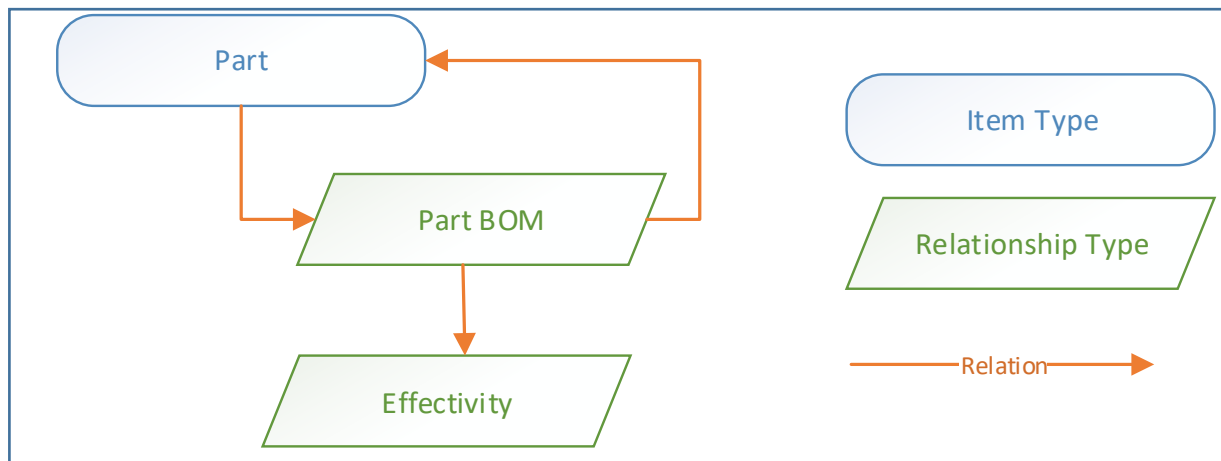 Part
Item Type
Part BOM
Relationship Type
Relation
Effectivity